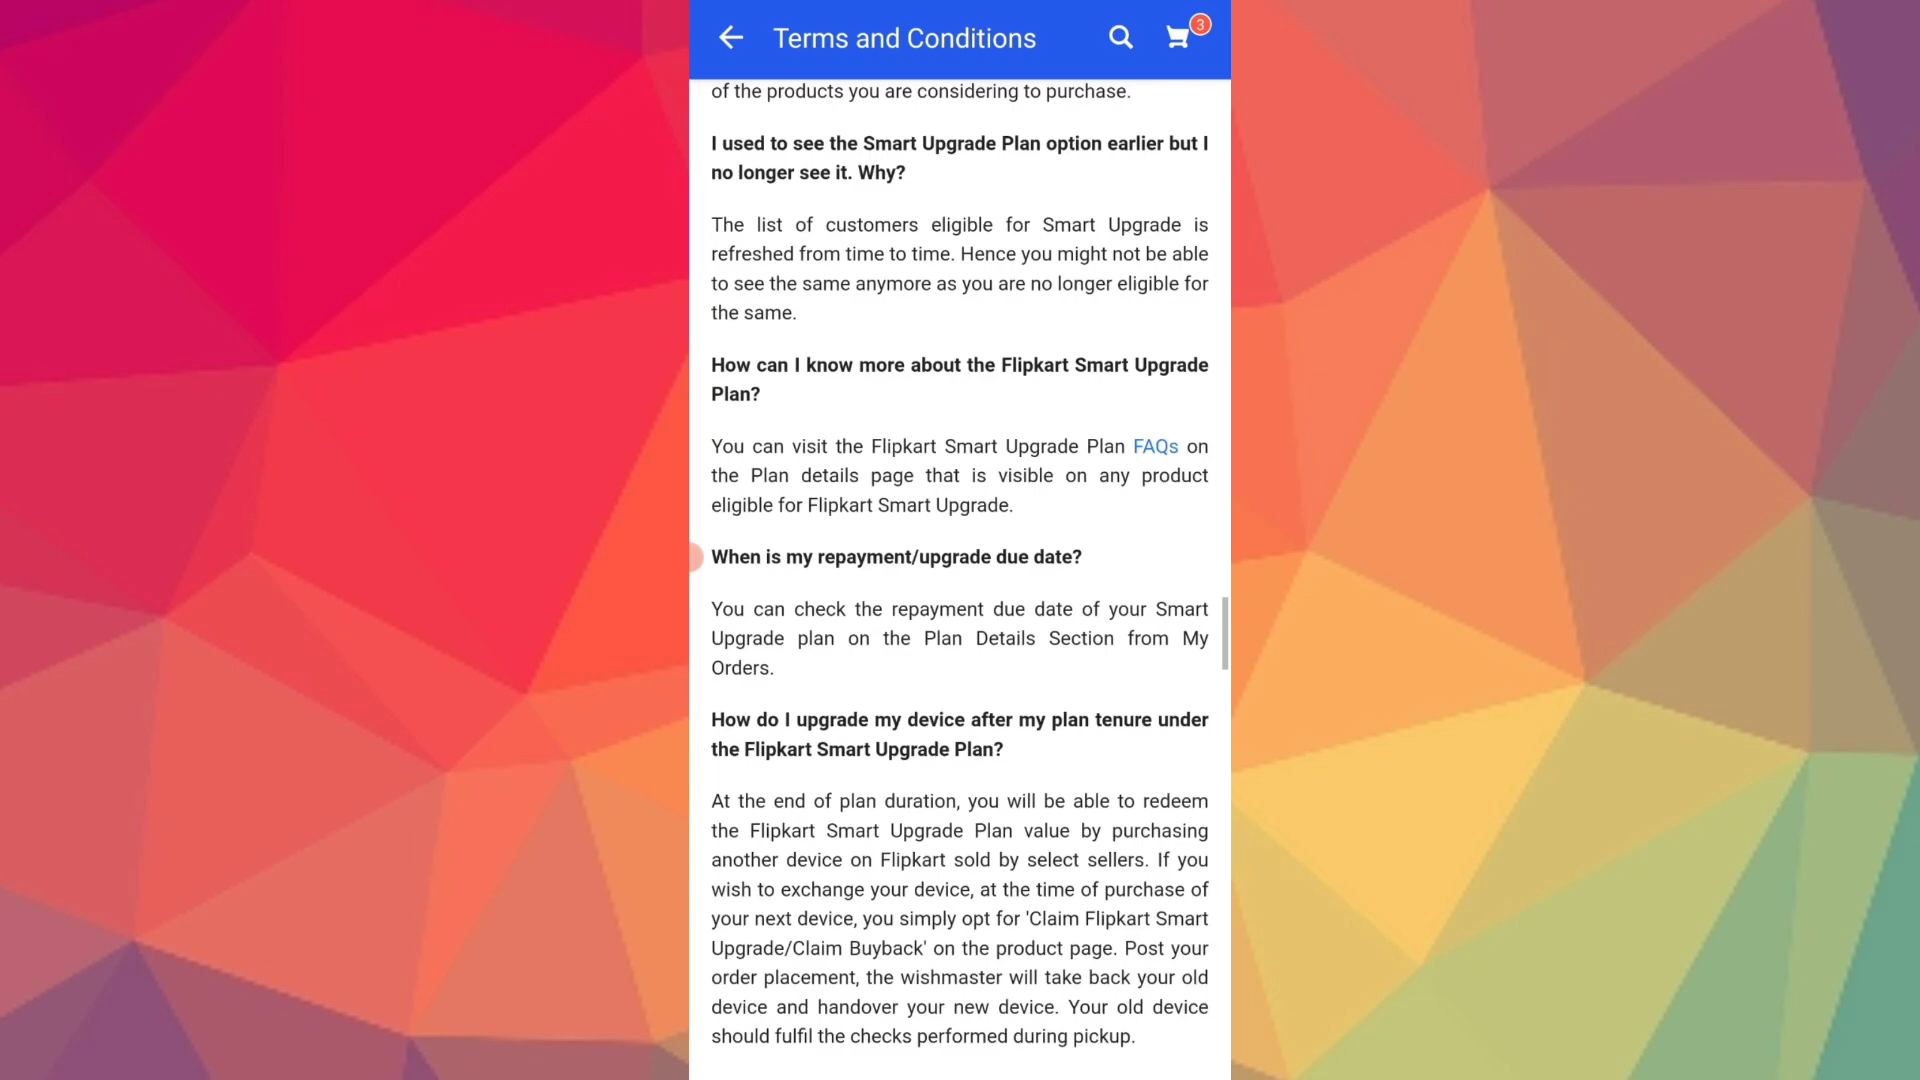 Terms and Conditions
3
of the products you are considering to purchase.
I used to see the Smart Upgrade Plan option earlier but I
no longer see it. Why?
The list of customers eligible for Smart Upgrade is
refreshed from time to time. Hence you might not be able
to see the same anymore as you are no longer eligible for
the same.
How can I know more about the Flipkart Smart Upgrade
Plan?
You can visit the Flipkart Smart Upgrade Plan FAQs on
the Plan details page that is visible on any product
eligible for Flipkart Smart Upgrade.
When is my repayment/upgrade due date?
You can check the repayment due date of your Smart
Upgrade plan on the Plan Details Section from My
Orders.
How do I upgrade my device after my plan tenure under
the Flipkart Smart Upgrade Plan?
At the end of plan duration, you will be able to redeem
the Flipkart Smart Upgrade Plan value by purchasing
another device on Flipkart sold by select sellers. If you
wish to exchange your device, at the time of purchase of
your next device, you simply opt for 'Claim Flipkart Smart
Upgrade/Claim Buyback' on the product page. Post your
order placement, the wishmaster will take back your old
device and handover your new device. Your old device
should fulfil the checks performed during pickup.